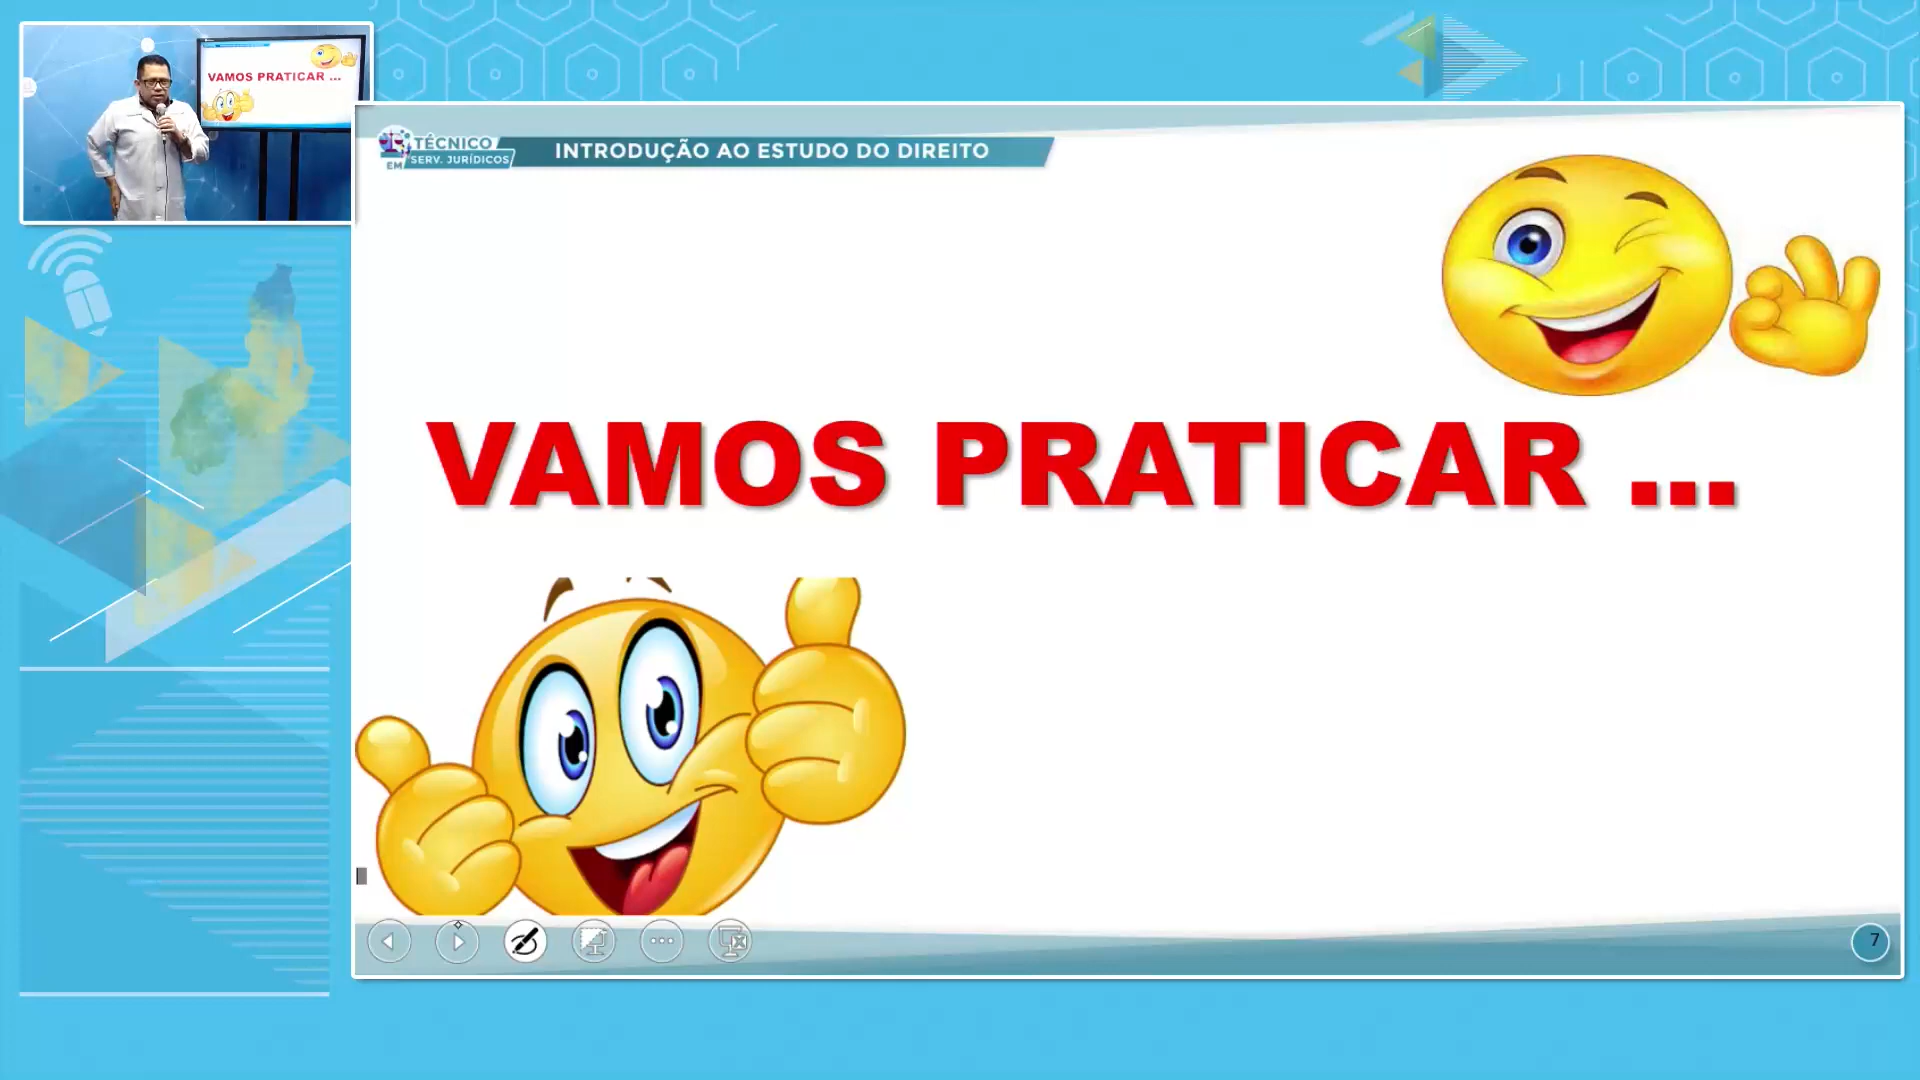 VAMOS PRATICAR ...
TÉCNICO
EM SERV. JURÍDICOS
INTRODUÇÃO AO ESTUDO DO DIREITO
VAMOS PRATICAR ...
7